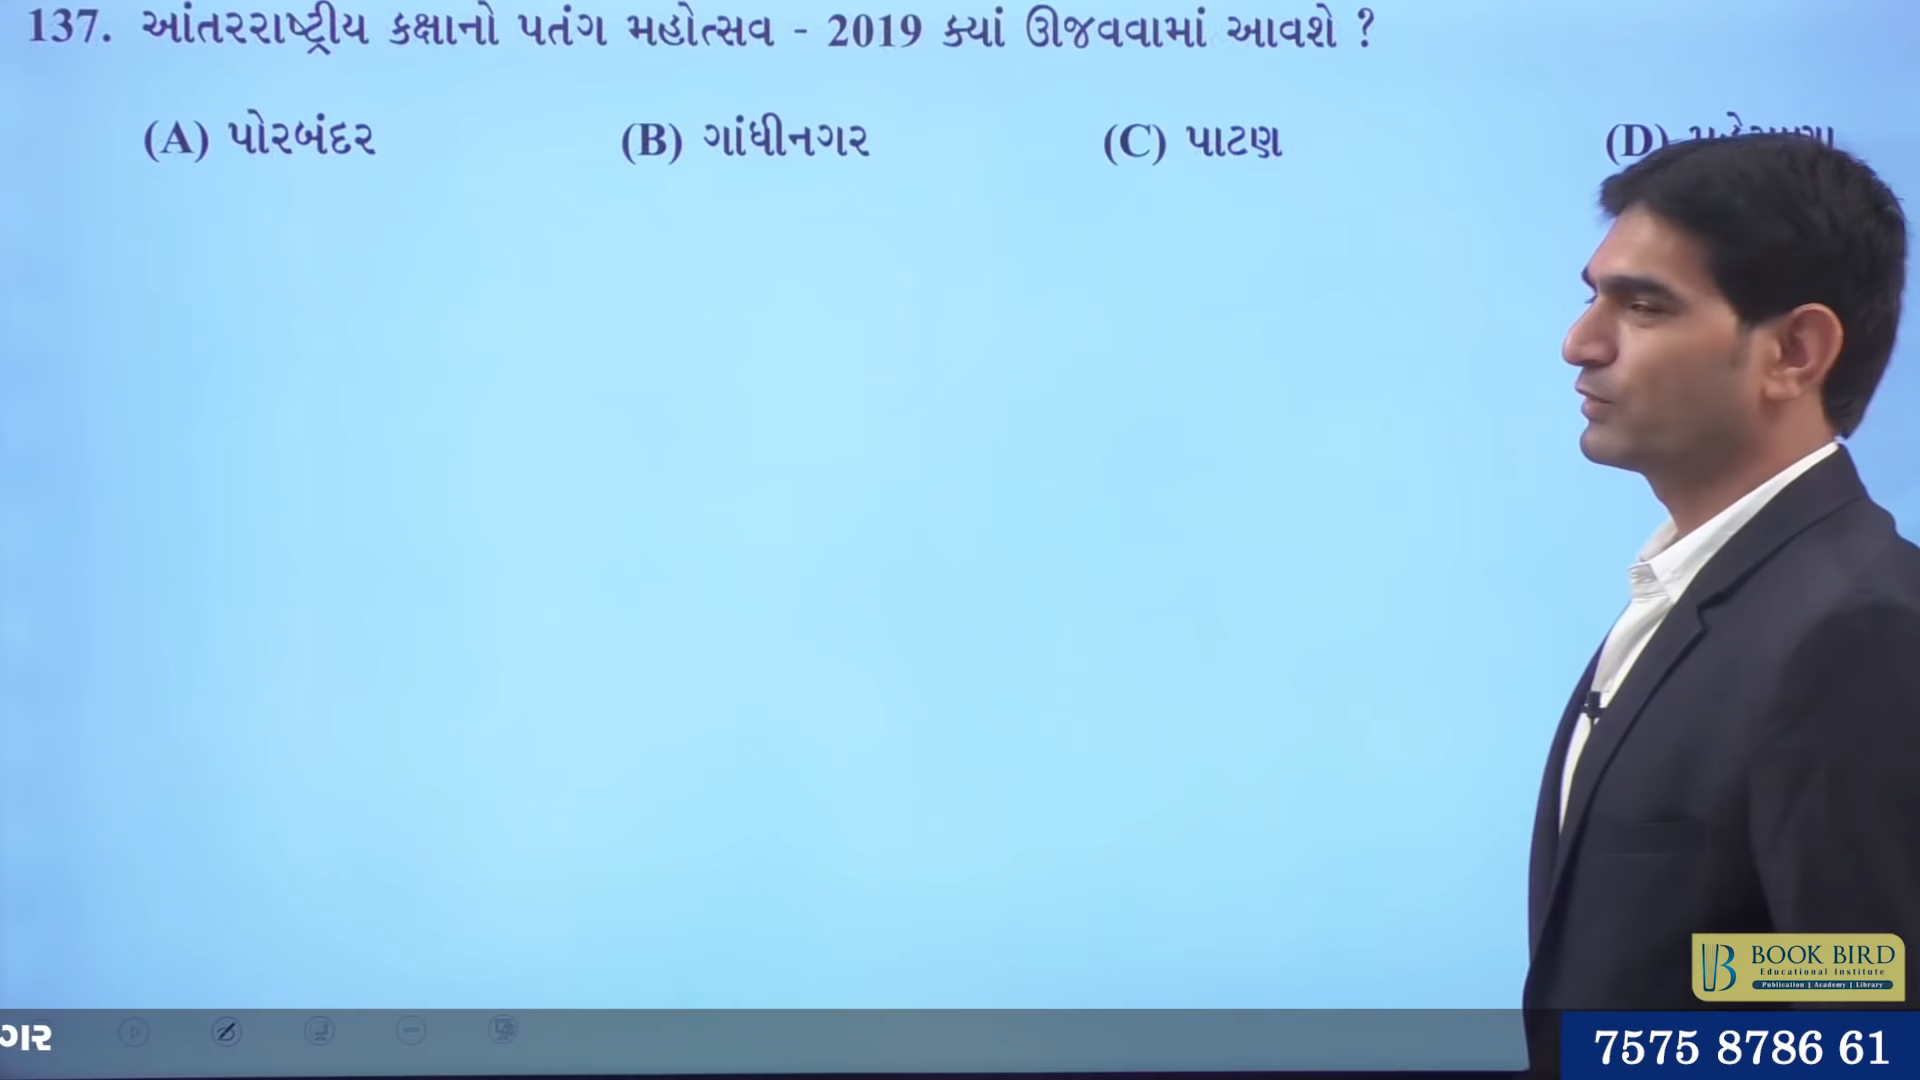 137. આંતરરાષ્ટ્રીય કક્ષાનો પતંગ મહોત્સવ - 2019 ક્યાં ઊજવવામાં આવશે ?
(A) પોરબંદર (B) ગાંધીનગર (C) પાટણ (D)
BOOK BIRD
Educational Institute
Publication | Academy | Library
ગર
7575 8786 61